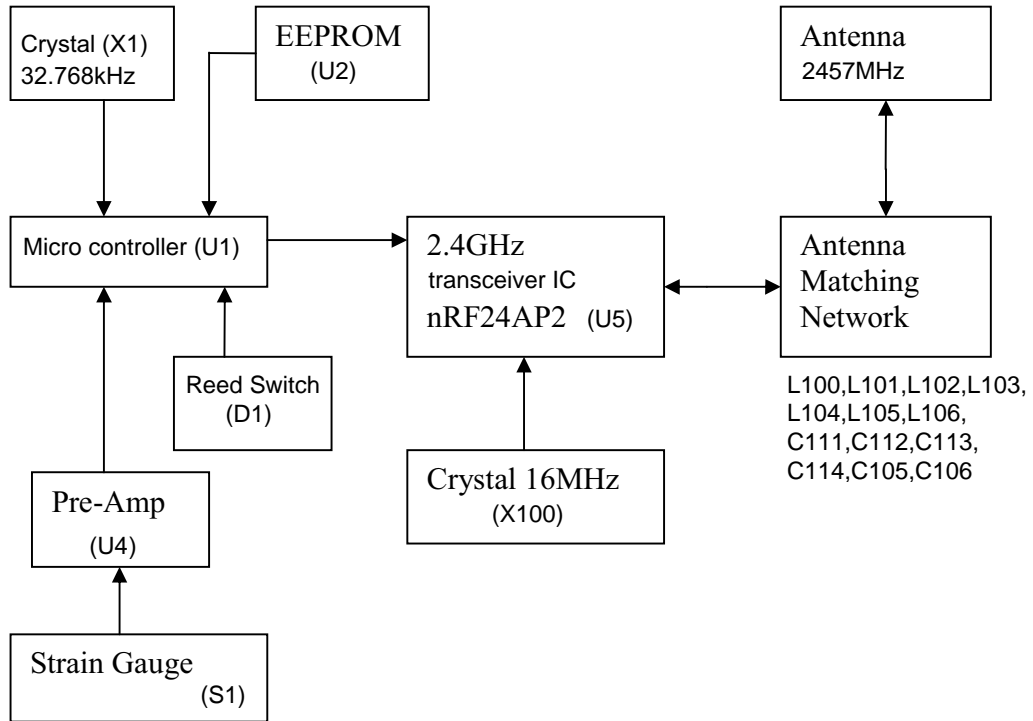 Crystal (X1)
32.768kHz
EEPROM
(U2)
Antenna
2457MHz
Micro controller (U1)
2.4GHz
transceiver IC
nRF24AP2 (U5)
Antenna
Matching
Network
Reed Switch
(D1)
L100,L101,L102,L103,
L104,L105,L106,
C111,C112,C113,
C114,C105,C106
Crystal 16MHz
(X100)
Pre-Amp
(U4)
Strain Gauge
(S1)